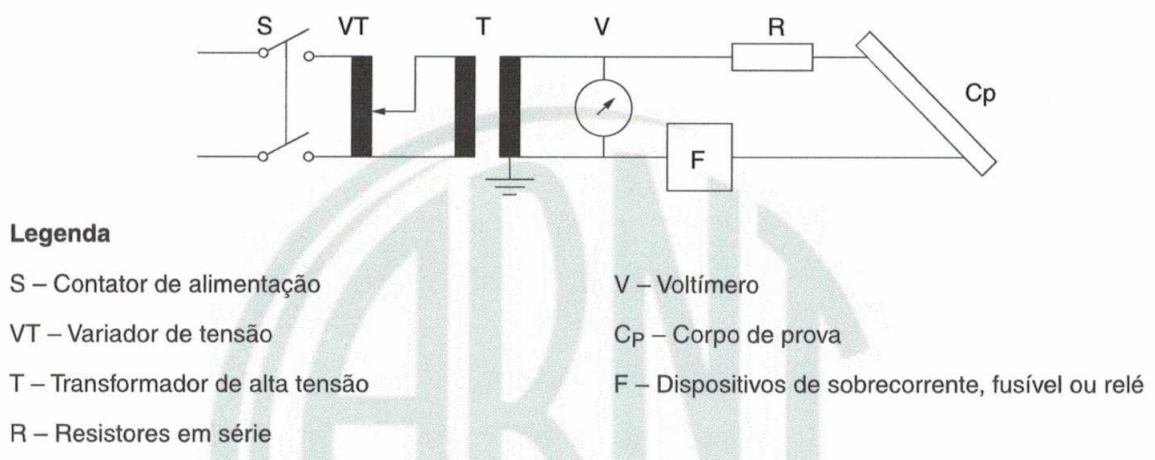 S VT T V R
Cp
F
Legenda
S – Contator de alimentação
V – Voltímero
VT – Variador de tensão
CP – Corpo de prova
T – Transformador de alta tensão
F – Dispositivos de sobrecorrente, fusível ou relé
R – Resistores em série
ABNT